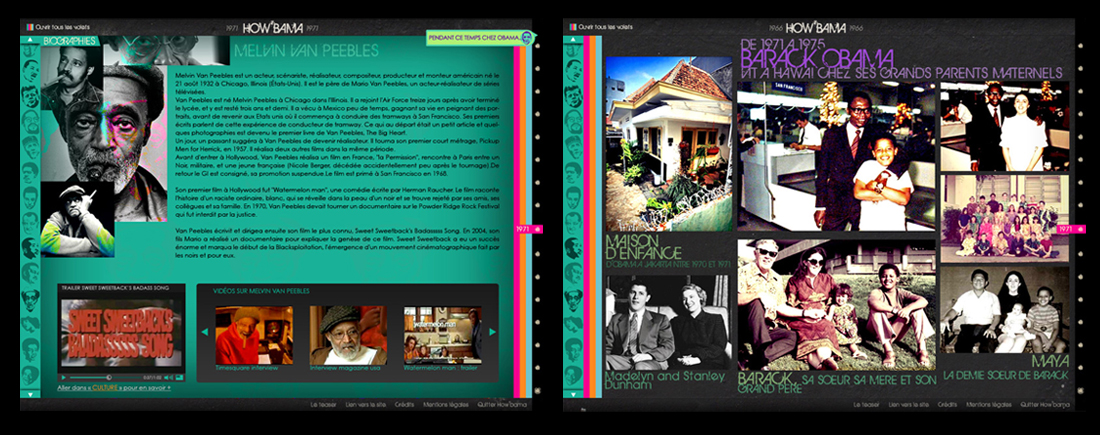 Ouvrir tous les volets
1971 HOW*BAMA 1971
BIOGRAPHIES
PENDANT CE TEMPS CHEZ OBAMA...
MELVIN VAN PEEBLES
Melvin Van Peebles est un acteur, scénariste, réalisateur, compositeur, producteur et monteur américain né le
21 août 1932 à Chicago, Illinois (États-Unis). Il est le père de Mario Van Peebles, un acteur-réalisateur de séries
télévisées.
Van Peebles est né Melvin Peebles à Chicago dans l'Illinois. Il a rejoint l'Air Force treize jours après avoir terminé
le lycée, et y est resté trois ans et demi. Il a vécu à Mexico peu de temps, gagnant sa vie en peignant des por-
traits, avant de revenir aux Etats unis où il commença à conduire des tramways à San Francisco. Ses premiers
écrits parlent de cette expérience de conducteur de tramway. Ce qui au départ était un petit article et quel-
ques photographies est devenu le premier livre de Van Peebles, The Big Heart.
Un jour, un passant suggéra à Van Peebles de devenir réalisateur. Il tourna son premier court métrage, Pickup
Men for Herrick, en 1957. Il réalisa deux autres films dans la même période.
Avant d'entrer à Hollywood, Van Peebles réalisa un film en France, "la Permission", rencontre à Paris entre un
Noir, militaire, et une jeune française (Nicole Berger, décédée accidentellement peu après le tournage).De
retour le GI est consigné, sa promotion suspendue.Le film est primé à San Francisco en 1968.
Son premier film à Hollywood fut "Watermelon man", une comédie écrite par Herman Raucher. Le film raconte
l'histoire d'un raciste ordinaire, blanc, qui se réveille dans la peau d'un noir et se trouve rejeté par ses amis, ses
collègues et sa famille. En 1970, Van Peebles devait tourner un documentaire sur le Powder Ridge Rock Festival
qui fut interdit par la justice.
Van Peebles écrivit et dirigea ensuite son film le plus connu, Sweet Sweetback's Badasssss Song. En 2004, son
fils Mario a réalisé un documentaire pour expliquer la genèse de ce film. Sweet Sweetback a eu un succès
énorme et marqua le début de la Blaxploitation, l'émergence d'un mouvement cinématographique fait par
les noirs et pour eux.
1971
TRAILER SWEET SWEETBACK'S BADASS SONG
SWEET SWEETBACK'S
BAADASSSSS SONG
VIDÉOS SUR MELVIN VAN PEEBLES
watermelon man
Timesquare interview
Interview magazine usa
Watermelon man : trailer
Aller dans « CULTURE » pour en savoir +
Le teaser
Lien vers le site
Crédits
Mentions légales
Quitter How'bama
Ouvrir tous les volets
1966 HOW*BAMA 1966
DE 1971 A 1975
BARACK OBAMA
VIT A HAWAI CHEZ SES GRANDS PARENTS MATERNELS
SAN FRANCISCO
1971
MAISON
D'ENFANCE
D'OBAMA A JAKARTA NTRE 1970 ET 1971
Madelyn and Stanley
Dunham
BARACK, SA SOEUR SA MERE ET SON
GRAND PERE
MAYA
LA DEMIE SOEUR DE BARACK
Le teaser
Lien vers le site
Crédits
Mentions légales
Quitter How'bama